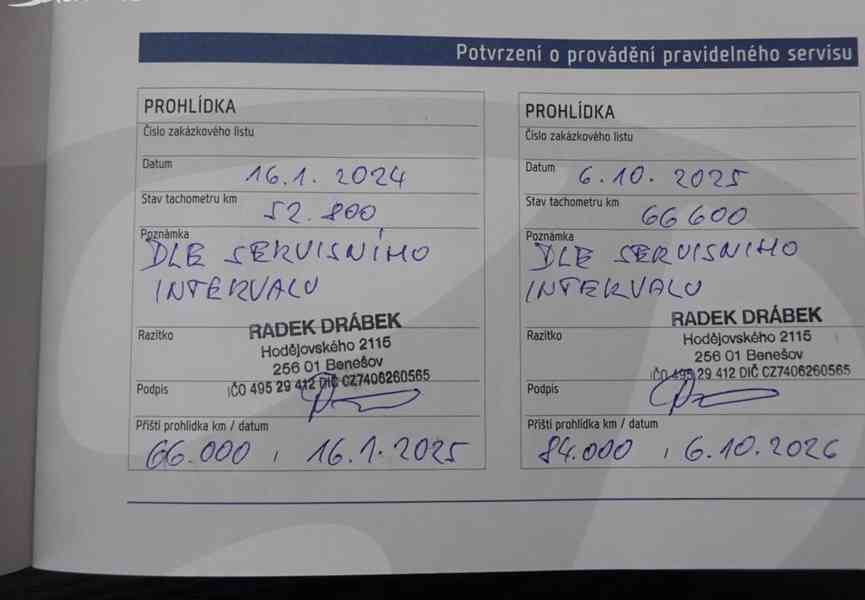 Potvrzení o provádění pravidelného servisu
PROHLÍDKA
Číslo zakázkového listu
Datum 16.1. 2024
Stav tachometru km 52.800
Poznámka
DLE SERVISNÍHO
INTERVALU
Razítko
RADEK DRÁBEK
Hodějovského 2115
256 01 Benešov
IČO 495 29 412 DIČ CZ7406260565
Podpis
Příští prohlídka km / datum
66.000 , 16.1.2025
PROHLÍDKA
Číslo zakázkového listu
Datum 6.10. 2025
Stav tachometru km 66600
Poznámka
DLE SERVISNIHO
INTERVALU
Razítko
RADEK DRÁBEK
Hodějovského 2115
256 01 Benešov
IČO 495 29 412 DIČ CZ7406260565
Podpis
Příští prohlídka km / datum
84.000 , 6.10.2026